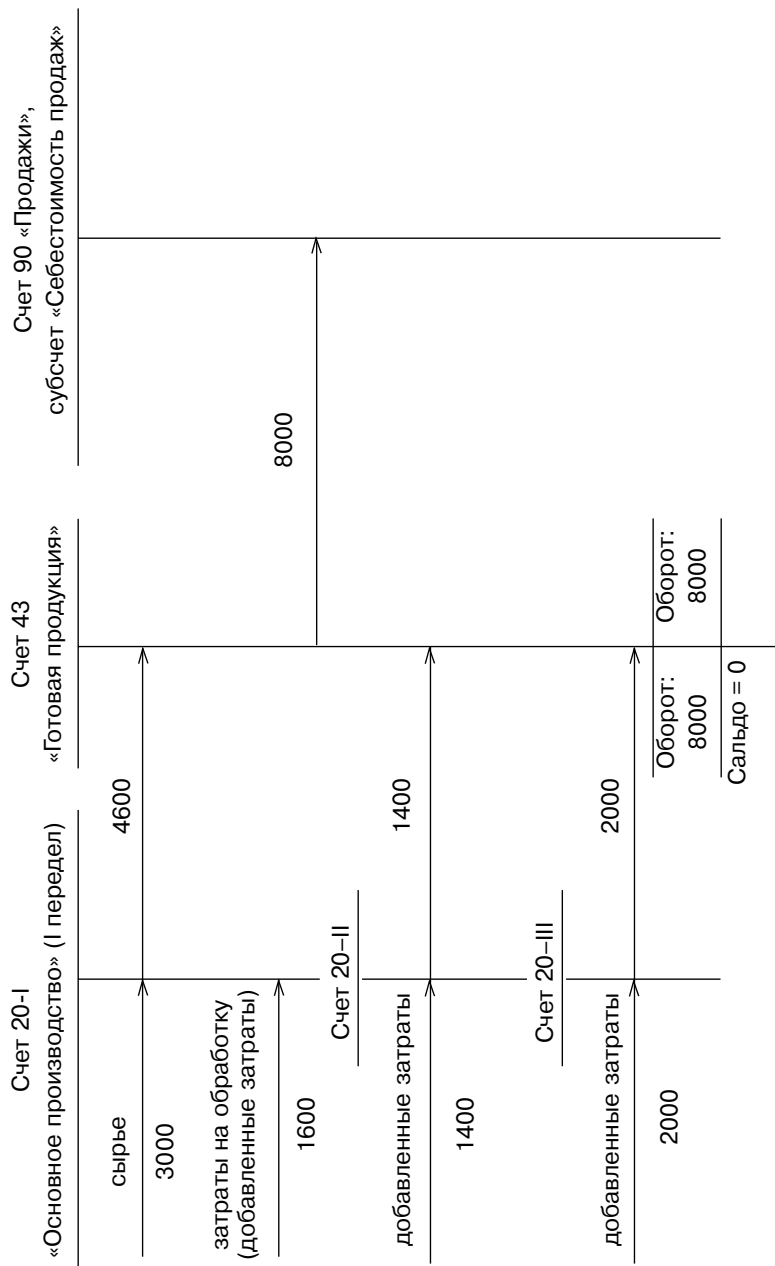 Счет 20-I
«Основное производство» (I передел)
Счет 43
«Готовая продукция»
Счет 90 «Продажи»,
субсчет «Себестоимость продаж»
сырье
3000
4600
затраты на обработку
(добавленные затраты)
1600
8000
Счет 20–II
добавленные затраты
1400
1400
Счет 20–III
добавленные затраты
2000
2000
Оборот:
8000
Оборот:
8000
Сальдо = 0